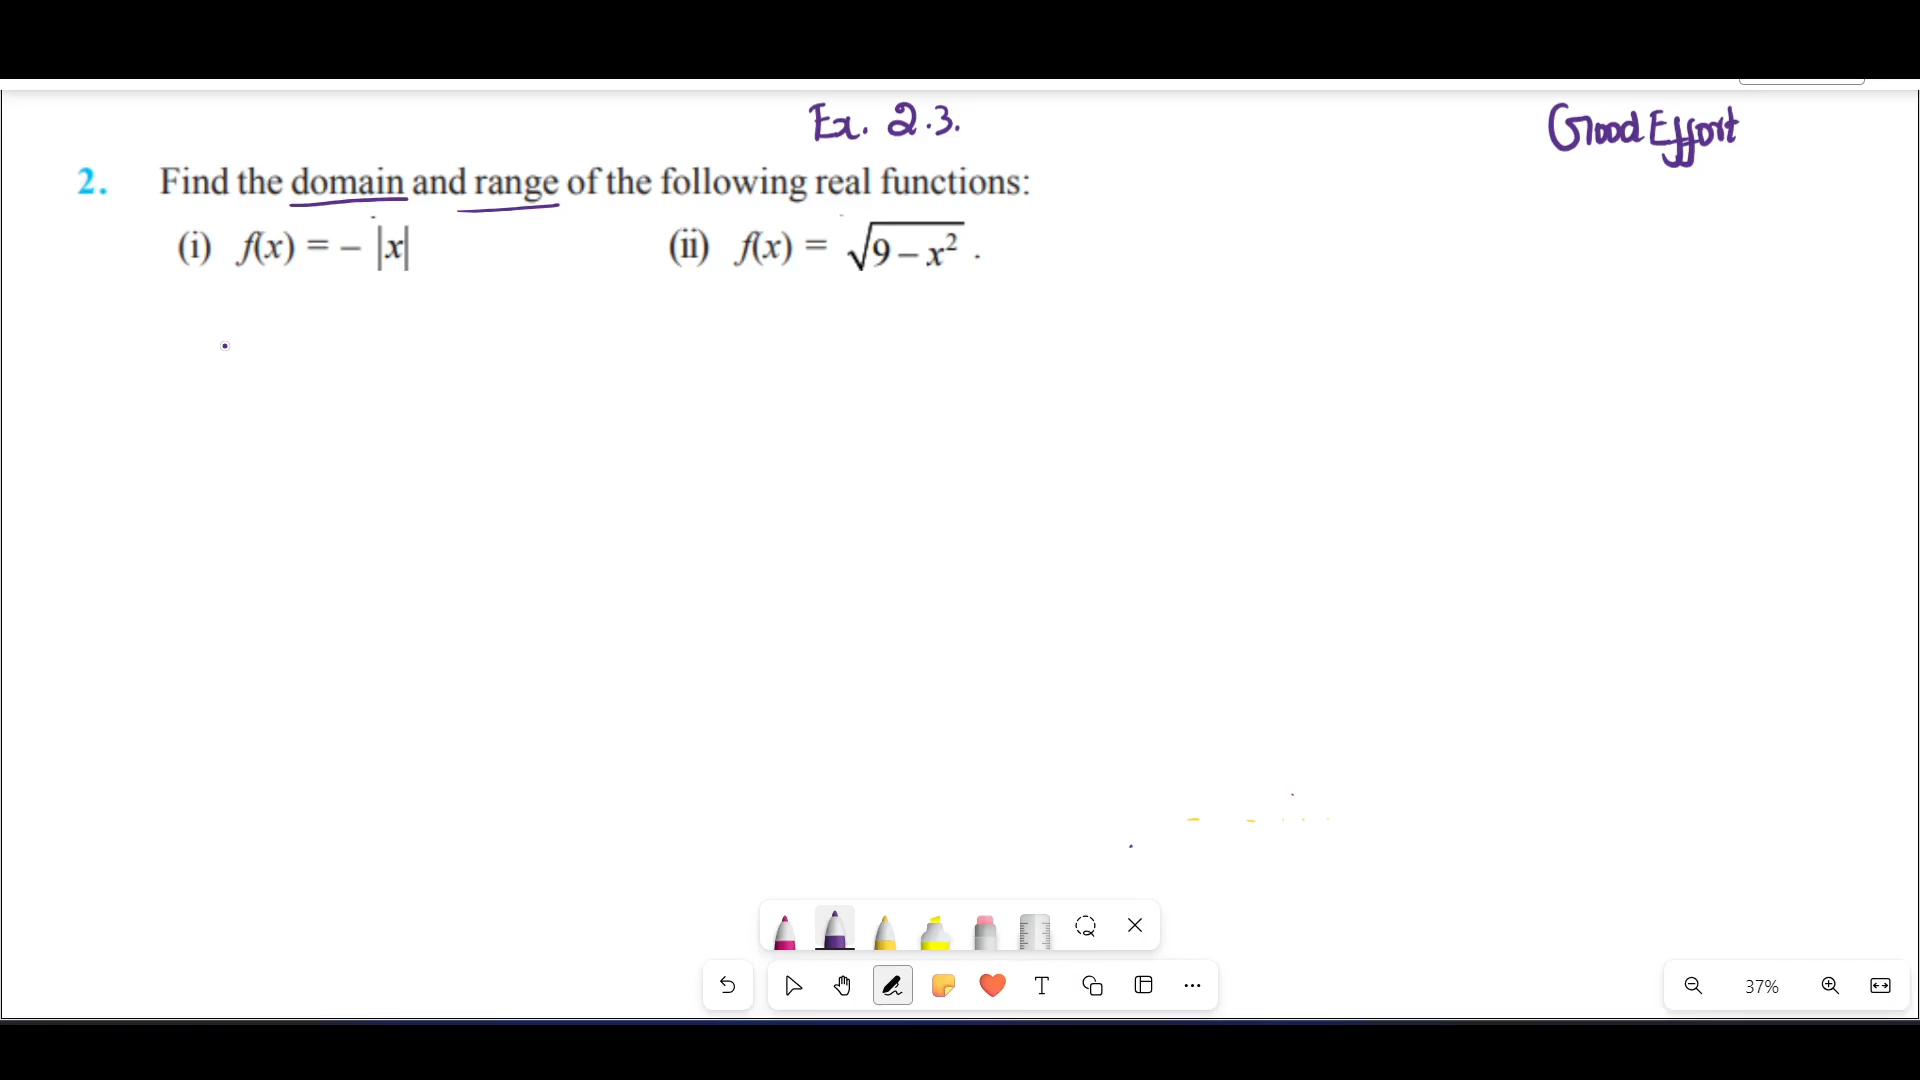 Ex. 2.3.
Good Effort
2. Find the domain and range of the following real functions:
(i) f(x) = – |x| (ii) f(x) = √9 – x² .
37%